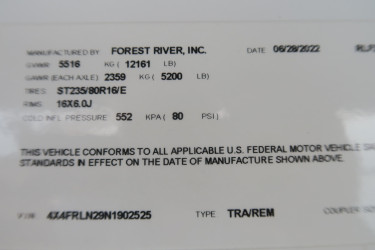 MANUFACTURED BY FOREST RIVER, INC. DATE 06/28/2022
GVWR 5516 KG ( 12161 LB)
GAWR (EACH AXLE) 2359 KG ( 5200 LB)
TIRES ST235/80R16/E
RIMS 16X6.0J
COLD INFL PRESSURE 552 KPA ( 80 PSI)
THIS VEHICLE CONFORMS TO ALL APPLICABLE U.S. FEDERAL MOTOR VEHICLE
STANDARDS IN EFFECT ON THE DATE OF MANUFACTURE SHOWN ABOVE.
VIN 4X4FRLN29N1902525 TYPE TRA/REM COUPLER